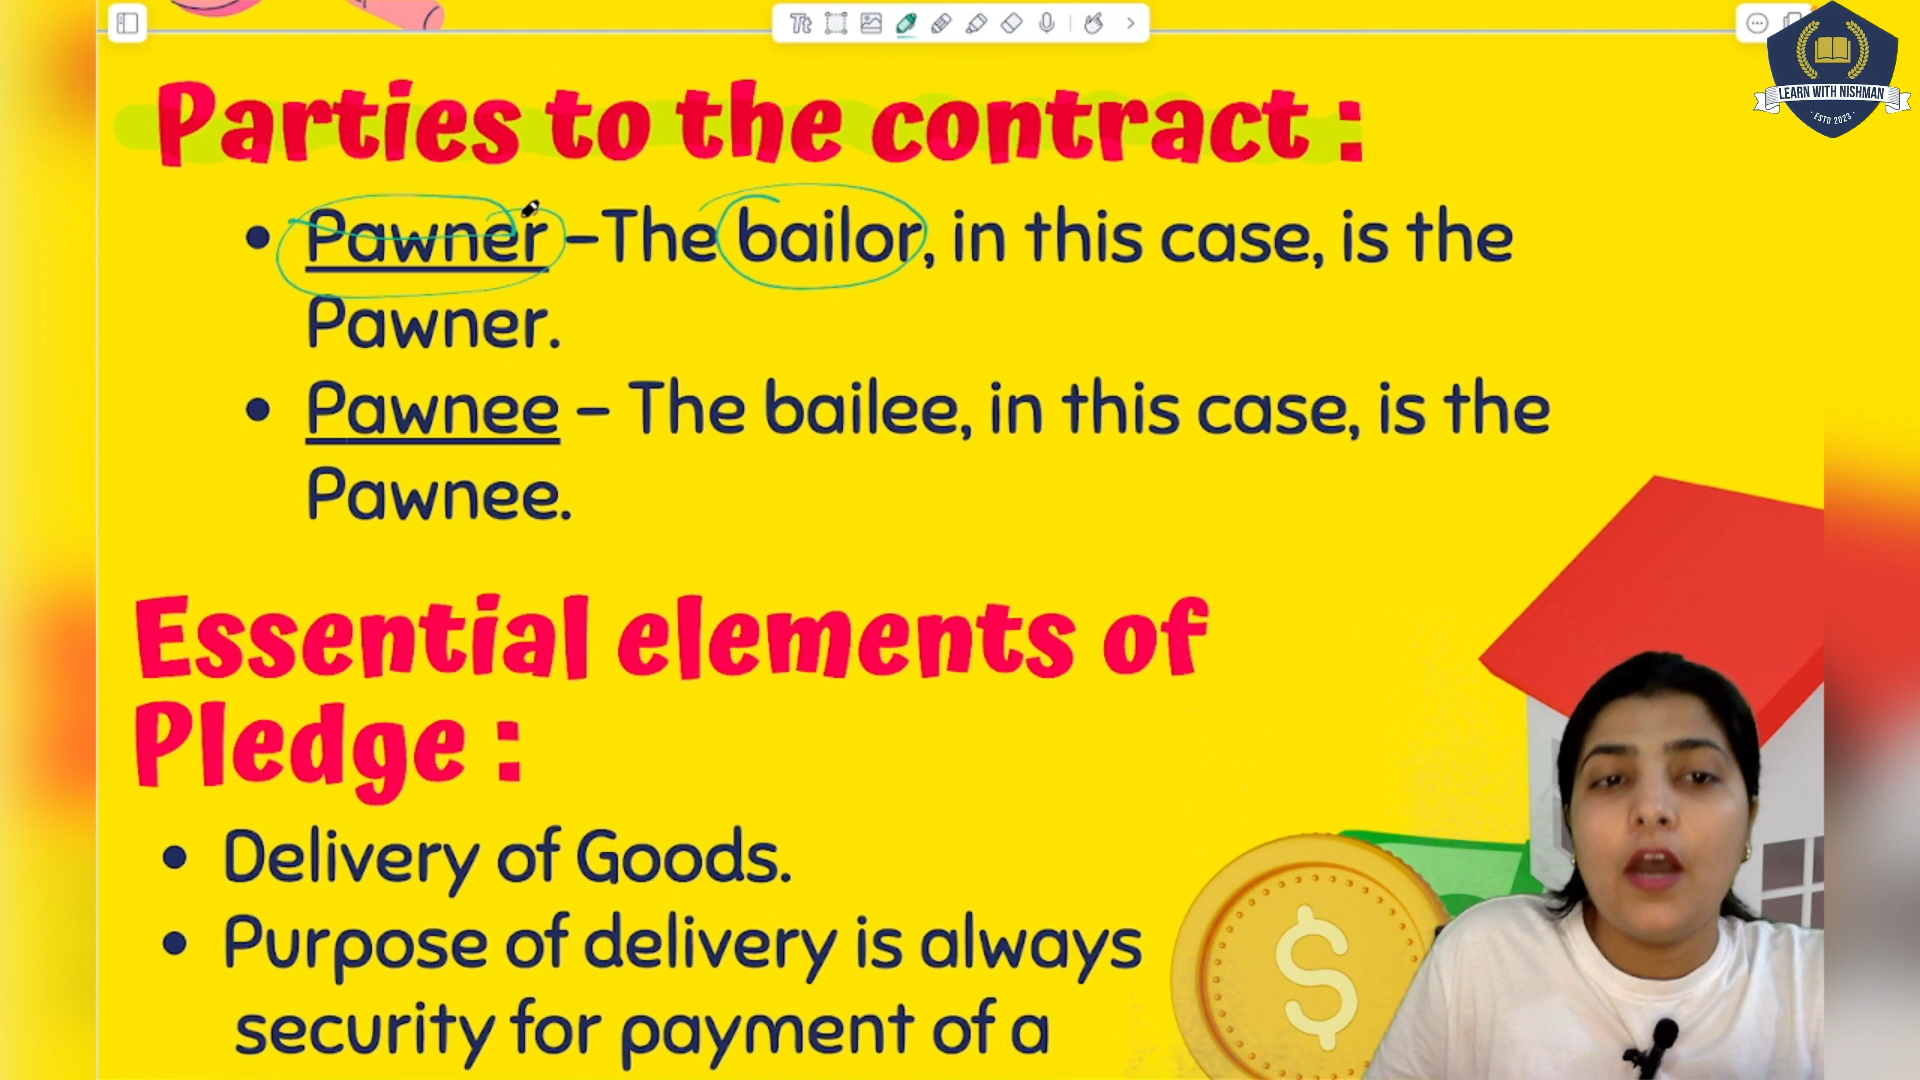 Tt
LEARN WITH NISHMAN
ESTD 2023
Parties to the contract :
• Pawner –The bailor, in this case, is the
Pawner.
• Pawnee – The bailee, in this case, is the
Pawnee.
Essential elements of
Pledge :
• Delivery of Goods.
• Purpose of delivery is always
security for payment of a
$